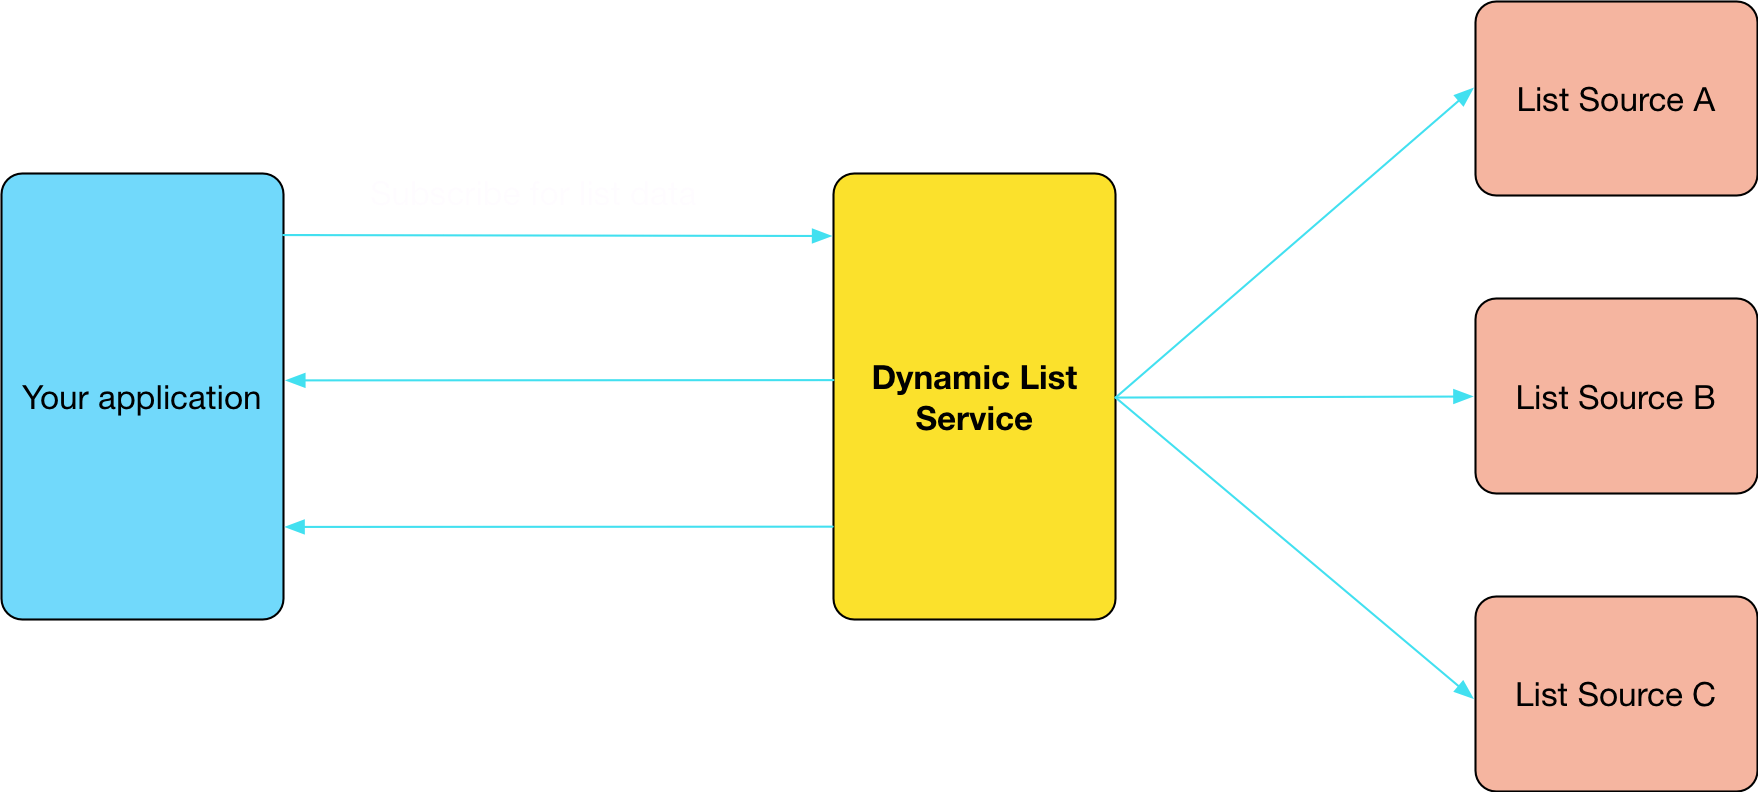 Subscribe for list data
Your application
Dynamic List
Service
List Source A
List Source B
List Source C